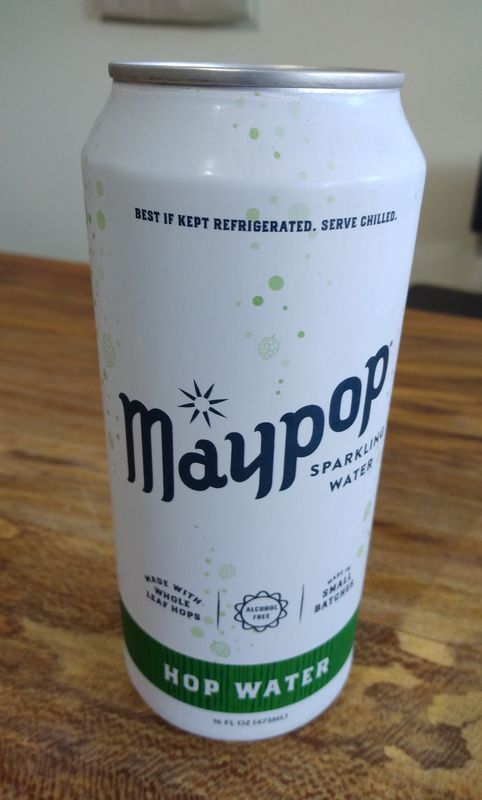 BEST IF KEPT REFRIGERATED. SERVE CHILLED.
Maypop
SPARKLING
WATER
MADE WITH
WHOLE
LEAF HOPS
ALCOHOL
FREE
MADE IN
SMALL
BATCHES
HOP WATER
16 FL OZ (473ML)